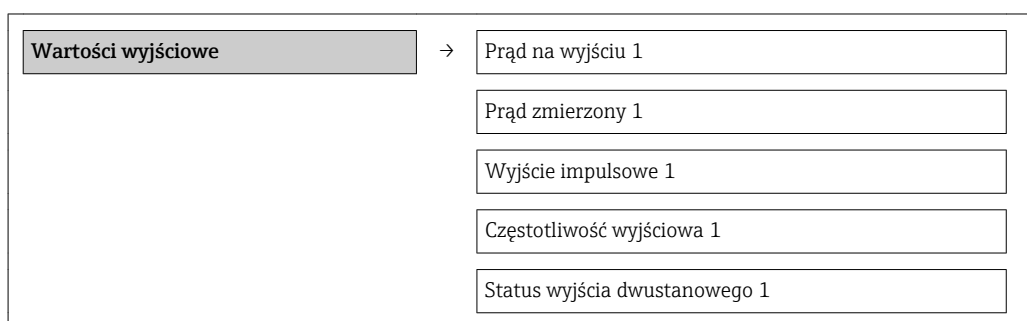 Wartości wyjściowe → Prąd na wyjściu 1
Prąd zmierzony 1
Wyjście impulsowe 1
Częstotliwość wyjściowa 1
Status wyjścia dwustanowego 1